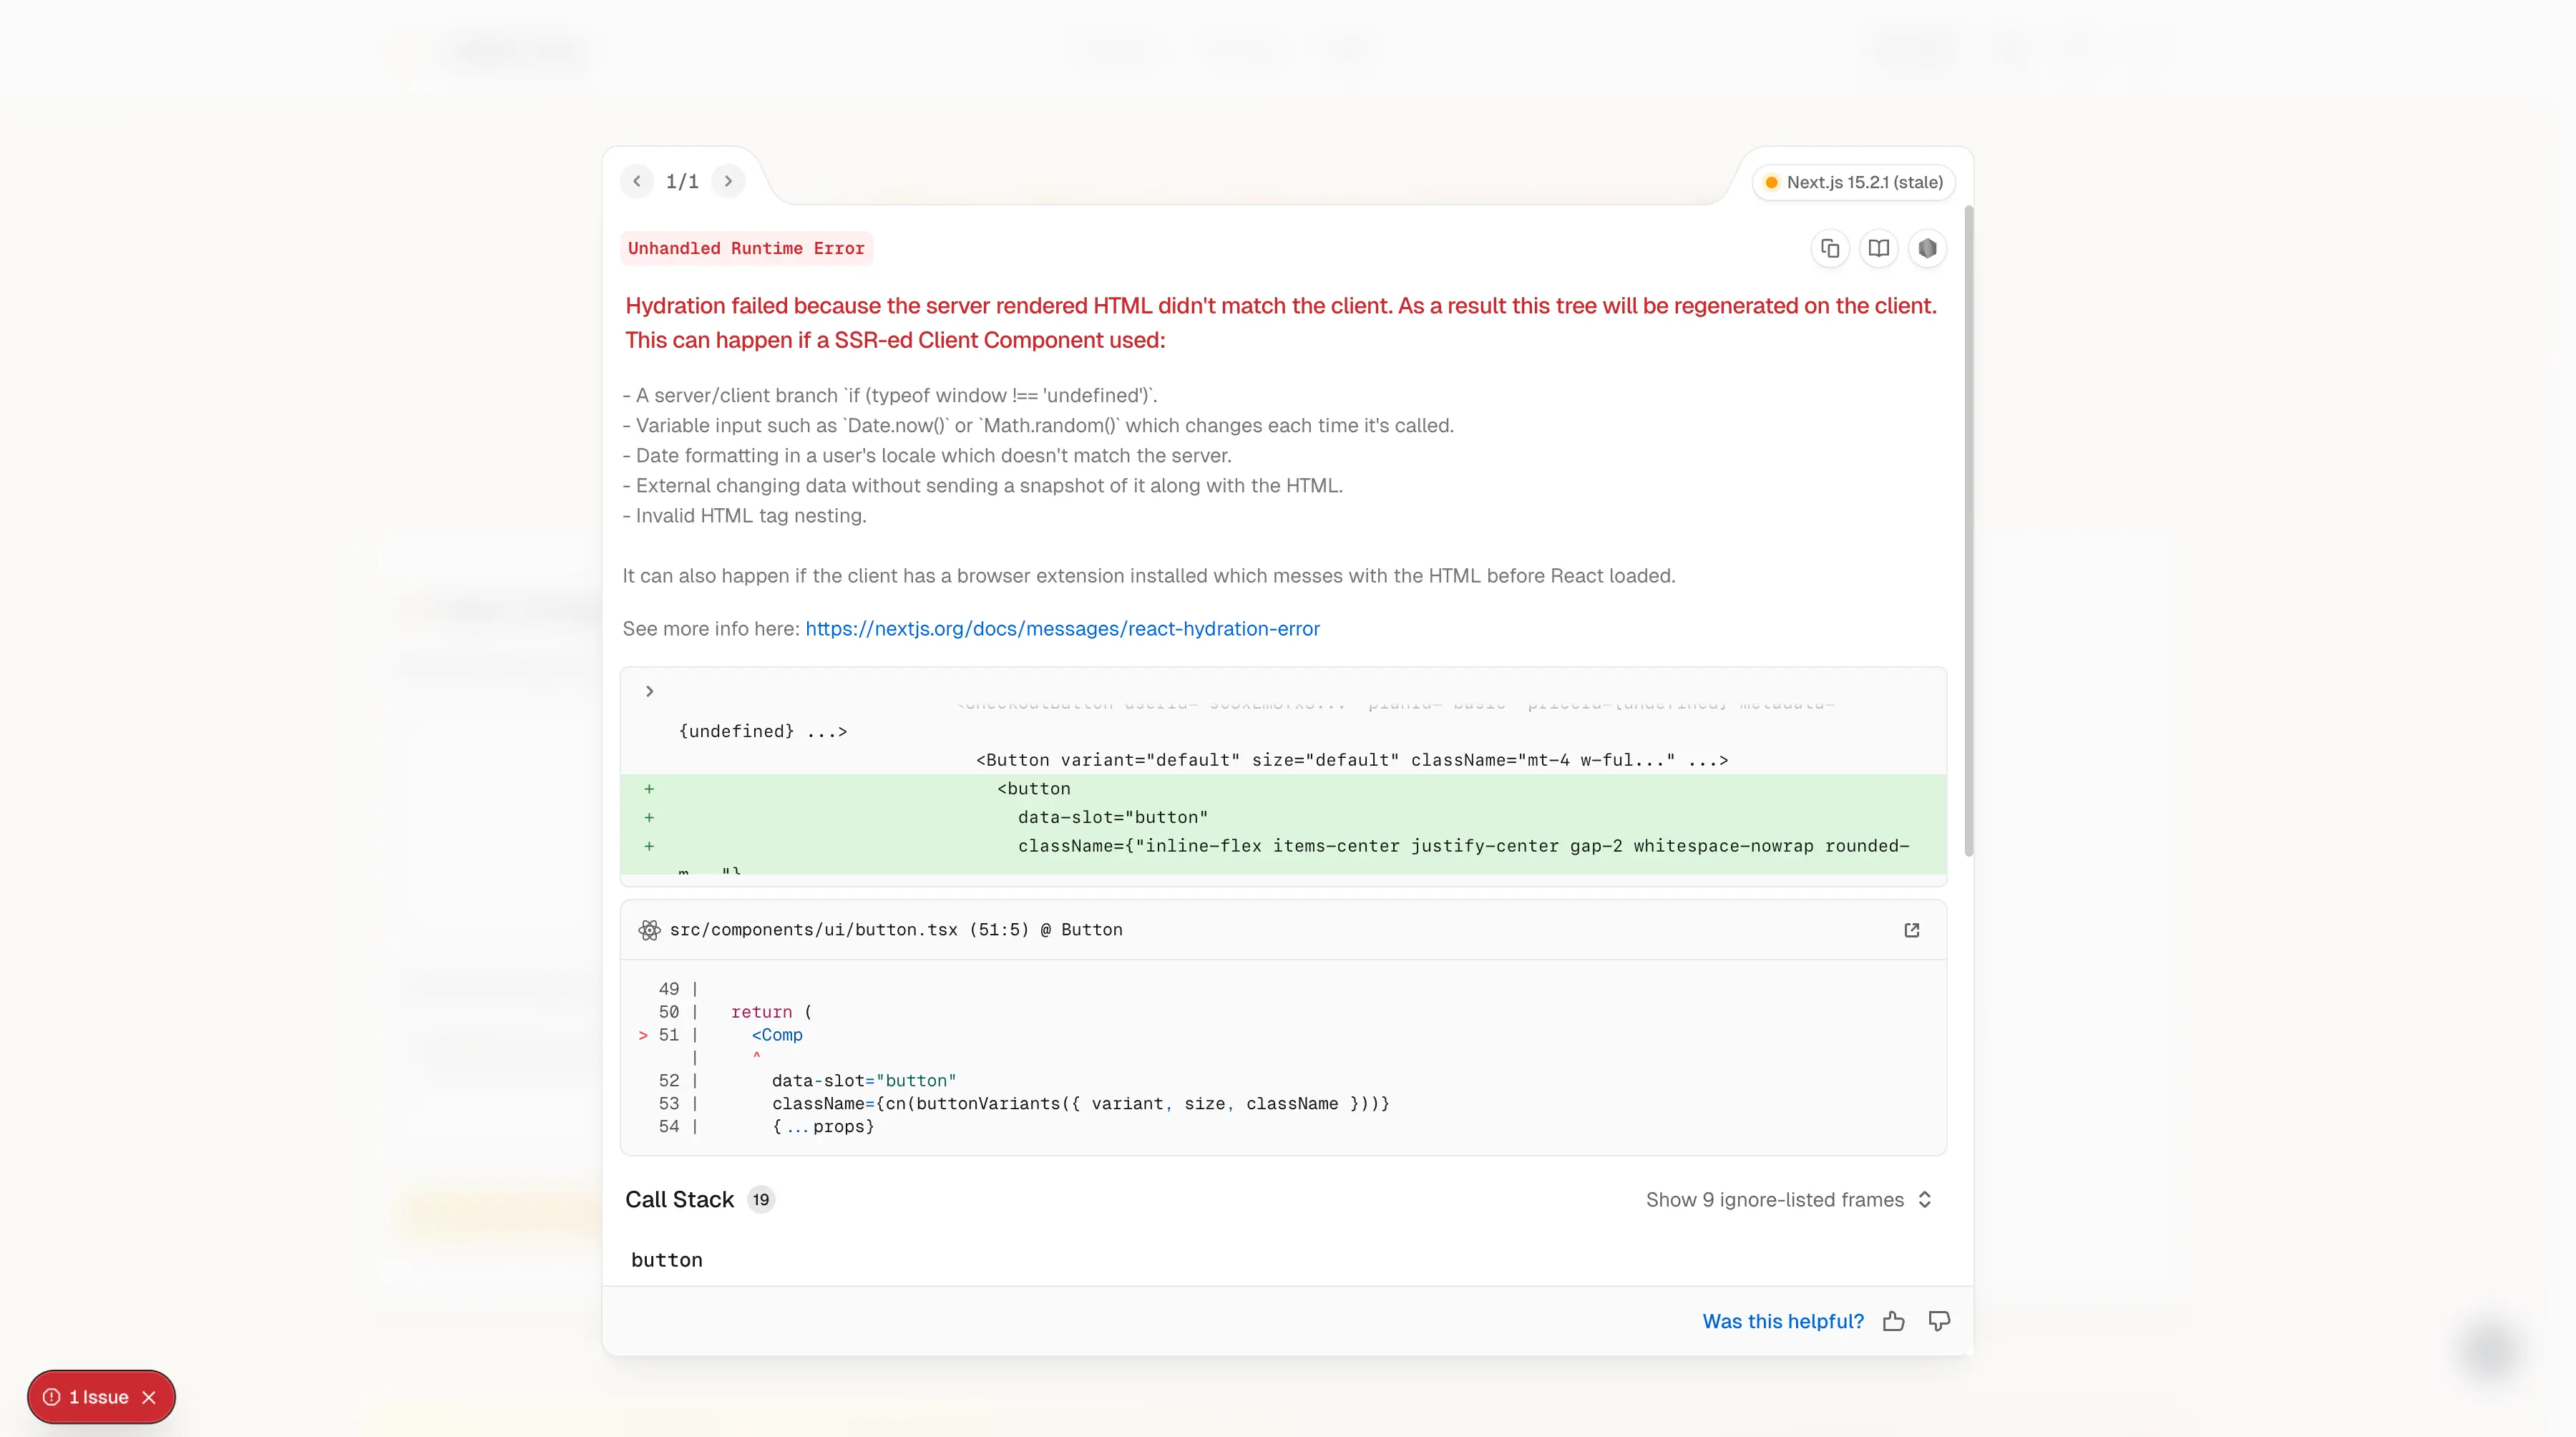 1/1
Next.js 15.2.1 (stale)
Unhandled Runtime Error
Hydration failed because the server rendered HTML didn't match the client. As a result this tree will be regenerated on the client.
This can happen if a SSR-ed Client Component used:
- A server/client branch `if (typeof window !== 'undefined')`.
- Variable input such as `Date.now()` or `Math.random()` which changes each time it's called.
- Date formatting in a user's locale which doesn't match the server.
- External changing data without sending a snapshot of it along with the HTML.
- Invalid HTML tag nesting.
It can also happen if the client has a browser extension installed which messes with the HTML before React loaded.
See more info here: https://nextjs.org/docs/messages/react-hydration-error
{undefined} ...>
<Button variant="default" size="default" className="mt-4 w-ful..." ...>
+ <button
+ data-slot="button"
+ className={"inline-flex items-center justify-center gap-2 whitespace-nowrap rounded-
src/components/ui/button.tsx (51:5) @ Button
49 |
50 | return (
> 51 | <Comp
| ^
52 | data-slot="button"
53 | className={cn(buttonVariants({ variant, size, className }))}
54 | {...props}
Call Stack 19
Show 9 ignore-listed frames
button
Was this helpful?
1 Issue